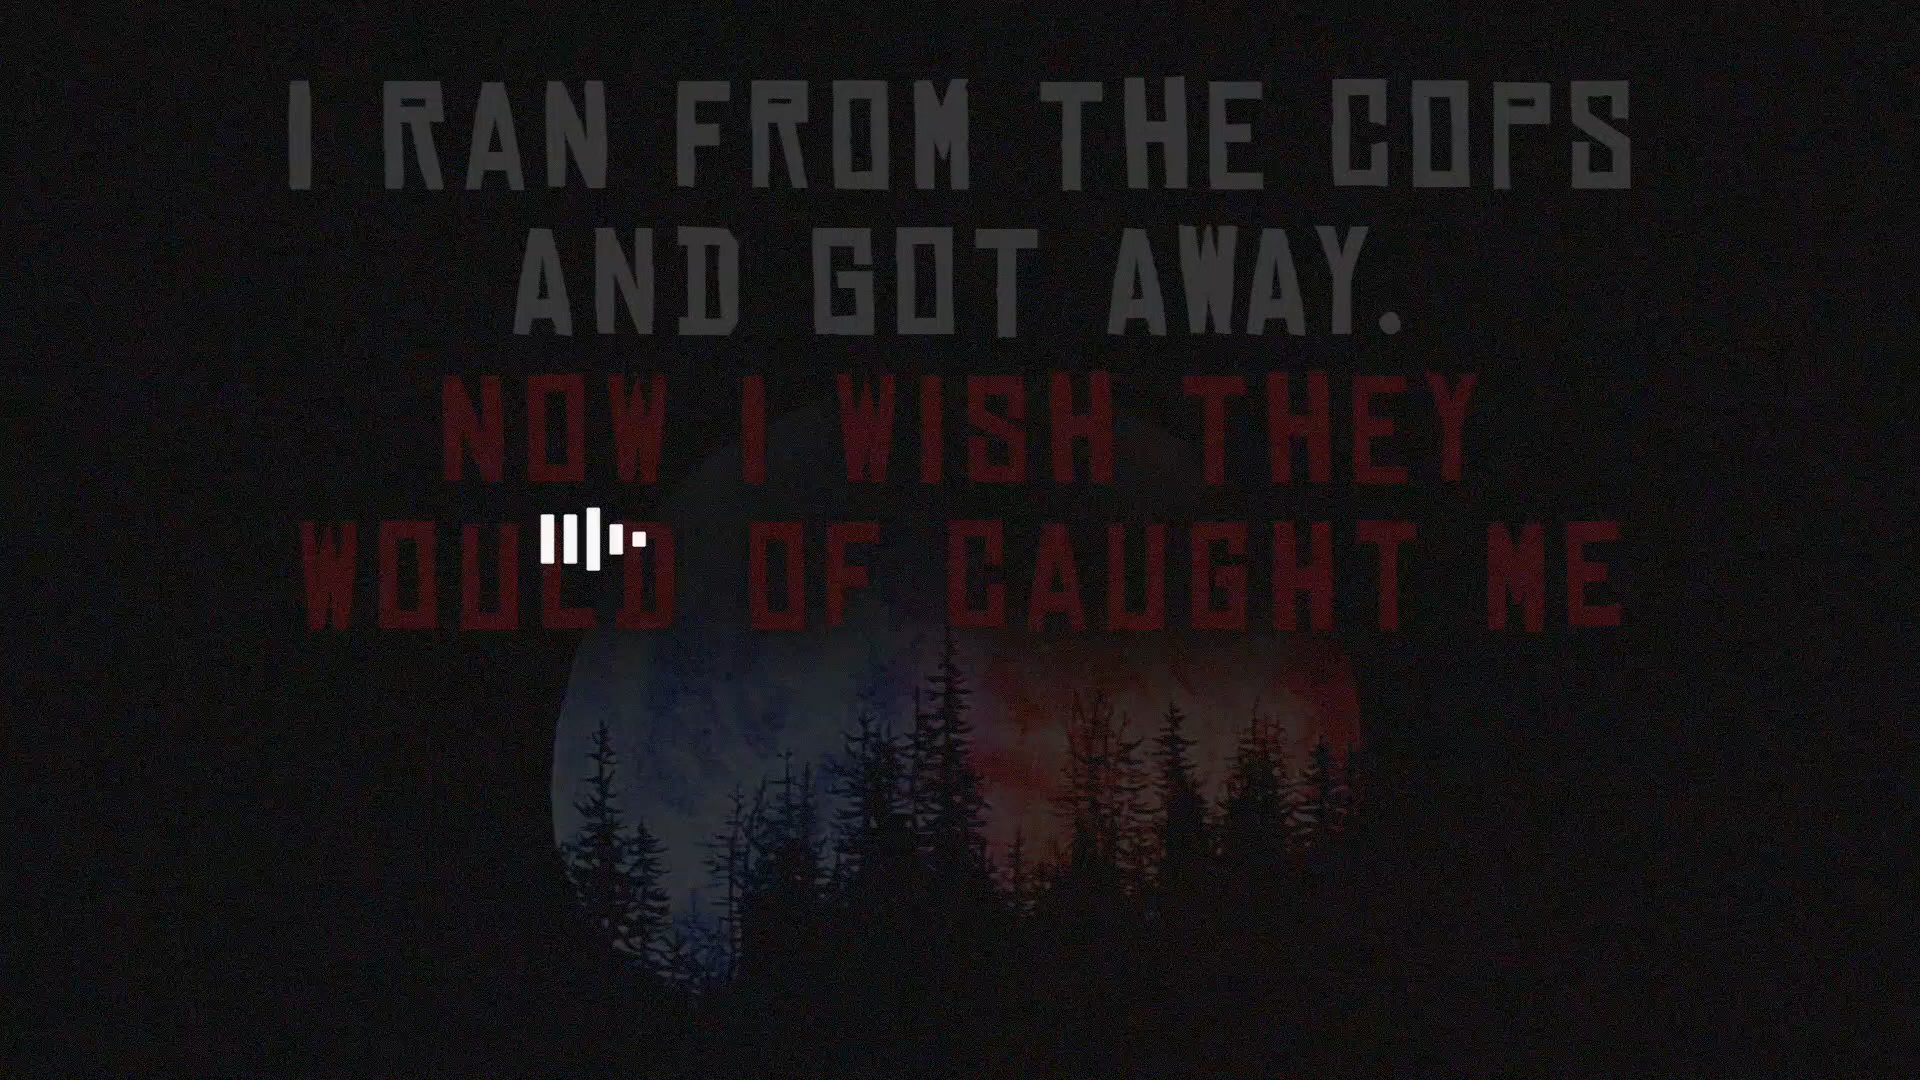 I RAN FROM THE COPS
AND GOT AWAY.
NOW I WISH THEY
WOULD OF CAUGHT ME